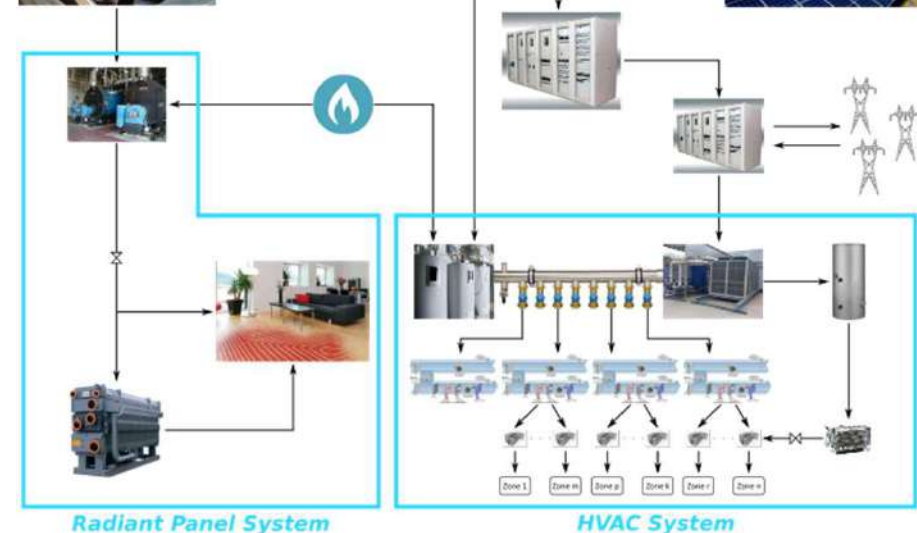 Zone 1
Zone m
Zone p
Zone k
Zone r
Zone n
Radiant Panel System
HVAC System